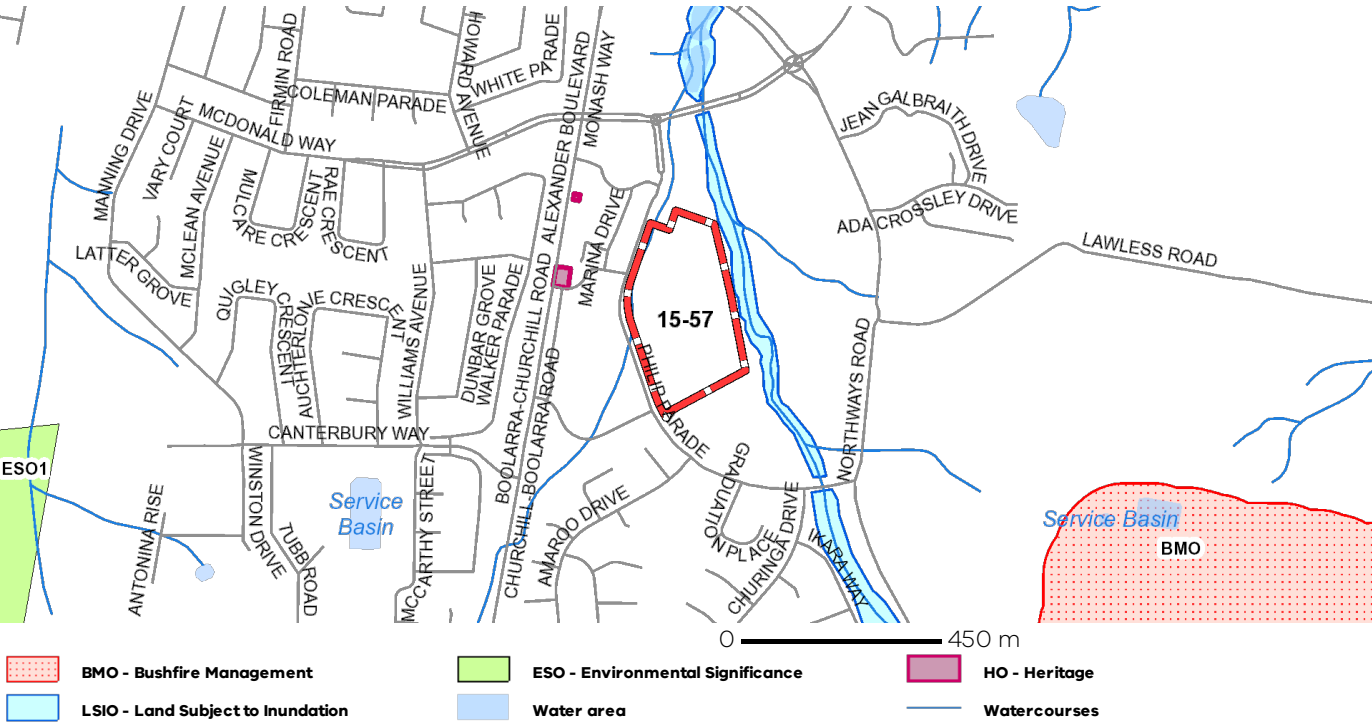 HOWARD AVENUE
WHITE PARADE
ALEXANDER BOULEVARD
MONASH WAY
FIRMIN ROAD
COLEMAN PARADE
MANNING DRIVE
VARY COURT
MCDONALD WAY
JEAN GALBRAITH DRIVE
MCLEAN AVENUE
MULCARE CRESCENT
RAE CRESCENT
ADA CROSSLEY DRIVE
LATTER GROVE
MARINA DRIVE
LAWLESS ROAD
QUIGLEY CRESCENT
AUCHTERLONIE CRESCENT
WILLIAMS AVENUE
DUNBAR GROVE
WALKER PARADE
BOOLARRA-CHURCHILL ROAD
CHURCHILL-BOOLARRA ROAD
15-57
PHILIP PARADE
NORTHWAYS ROAD
CANTERBURY WAY
ESO1
WINSTON DRIVE
ANTONINA RISE
TUBB ROAD
Service
Basin
MCCARTHY STREET
AMAROO DRIVE
GRADUATION PLACE
CHURINGA DRIVE
IKARA WAY
Service Basin
BMO
0 450 m
BMO - Bushfire Management
ESO - Environmental Significance
HO - Heritage
LSIO - Land Subject to Inundation
Water area
Watercourses